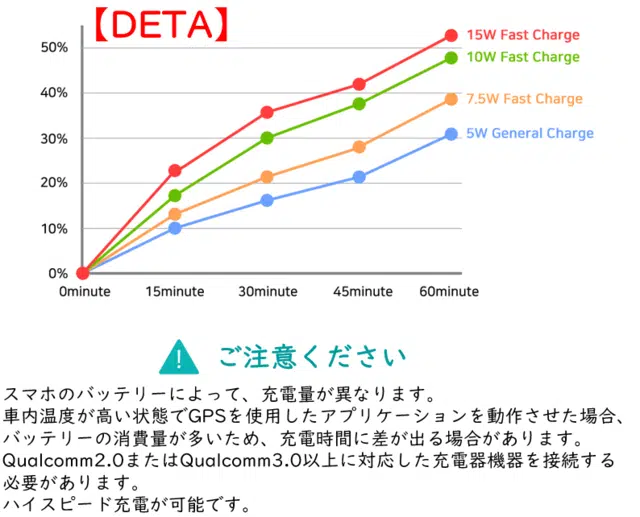 【DETA】
50%
40%
30%
20%
10%
0%
0minute
15minute
30minute
45minute
60minute
15W Fast Charge
10W Fast Charge
7.5W Fast Charge
5W General Charge
ご注意ください
スマホのバッテリーによって、充電量が異なります。
車内温度が高い状態でGPSを使用したアプリケーションを動作させた場合、
バッテリーの消費量が多いため、充電時間に差が出る場合があります。
Qualcomm2.0またはQualcomm3.0以上に対応した充電器機器を接続する
必要があります。
ハイスピード充電が可能です。